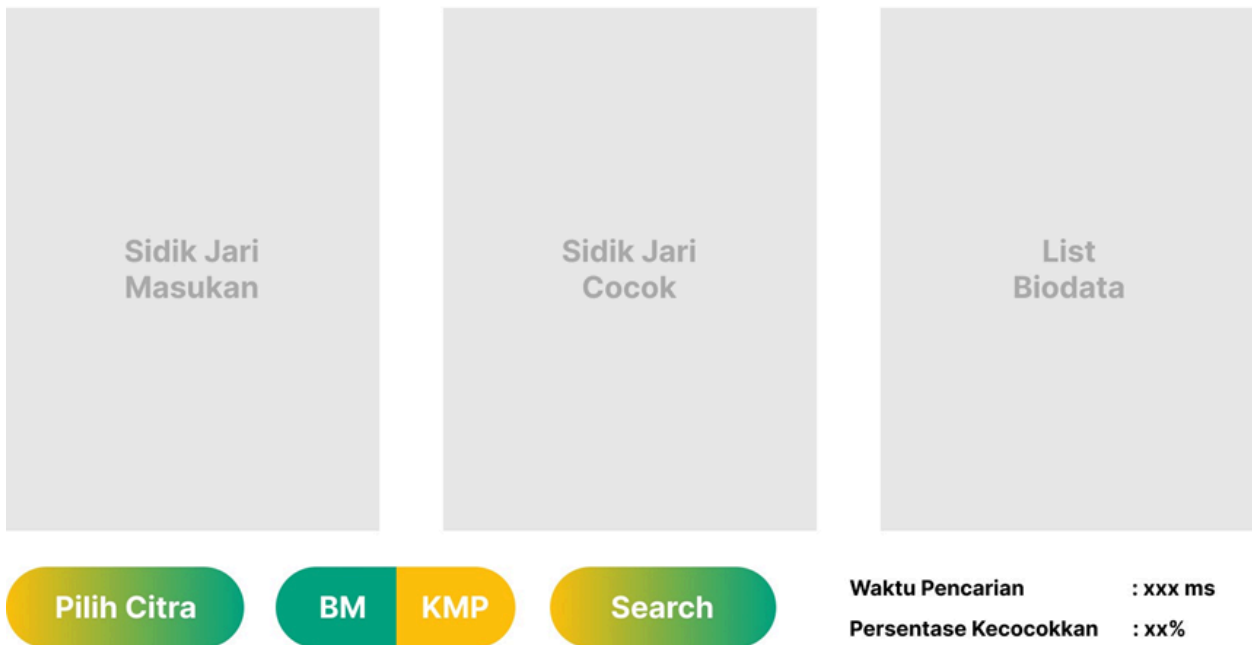 Sidik Jari
Masukan
Sidik Jari
Cocok
List
Biodata
Pilih Citra
BM
KMP
Search
Waktu Pencarian : xxx ms
Persentase Kecocokkan : xx%